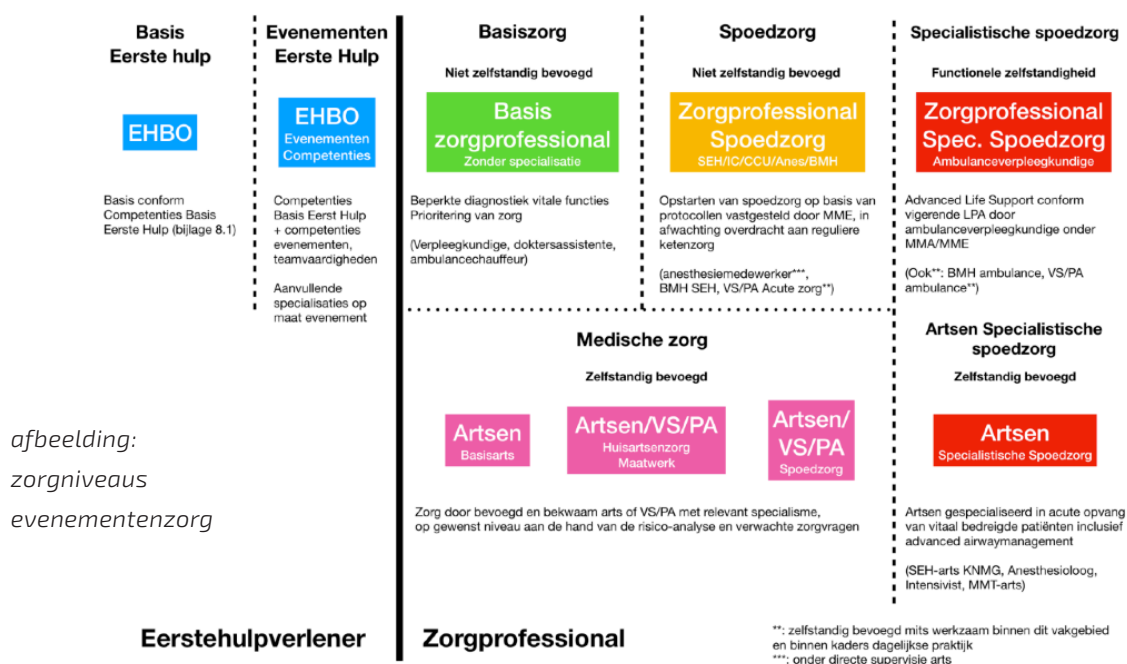 Basis
Eerste hulp
EHBO
Basis conform
Competenties Basis
Eerste Hulp (bijlage 8.1)
Evenementen
Eerste Hulp
EHBO
Evenementen
Competenties
Competenties
Basis Eerst Hulp
+ competenties
evenementen,
teamvaardigheden
Aanvullende
specialisaties op
maat evenement
Basiszorg
Niet zelfstandig bevoegd
Basis
zorgprofessional
Zonder specialisatie
Beperkte diagnostiek vitale functies
Prioritering van zorg
(Verpleegkundige, doktersassistente,
ambulancechauffeur)
Spoedzorg
Niet zelfstandig bevoegd
Zorgprofessional
Spoedzorg
SEH/IC/CCU/Anes/BMH
Opstarten van spoedzorg op basis van
protocollen vastgesteld door MME, in
afwachting overdracht aan reguliere
ketenzorg
(anesthesiemedewerker***,
BMH SEH, VS/PA Acute zorg**)
Specialistische spoedzorg
Functionele zelfstandigheid
Zorgprofessional
Spec. Spoedzorg
Ambulanceverpleegkundige
Advanced Life Support conform
vigerende LPA door
ambulanceverpleegkundige onder
MMA/MME
(Ook**: BMH ambulance, VS/PA
ambulance**)
Medische zorg
Zelfstandig bevoegd
Artsen
Basisarts
Artsen/VS/PA
Huisartsenzorg
Maatwerk
Artsen/
VS/PA
Spoedzorg
Zorg door bevoegd en bekwaam arts of VS/PA met relevant specialisme,
op gewenst niveau aan de hand van de risico-analyse en verwachte zorgvragen
Artsen Specialistische
spoedzorg
Zelfstandig bevoegd
Artsen
Specialistische Spoedzorg
Artsen gespecialiseerd in acute opvang
van vitaal bedreigde patiënten inclusief
advanced airwaymanagement
(SEH-arts KNMG, Anesthesioloog,
Intensivist, MMT-arts)
afbeelding:
zorgniveaus
evenementenzorg
Eerstehulpverlener
Zorgprofessional
**: zelfstandig bevoegd mits werkzaam binnen dit vakgebied
en binnen kaders dagelijkse praktijk
***: onder directe supervisie arts